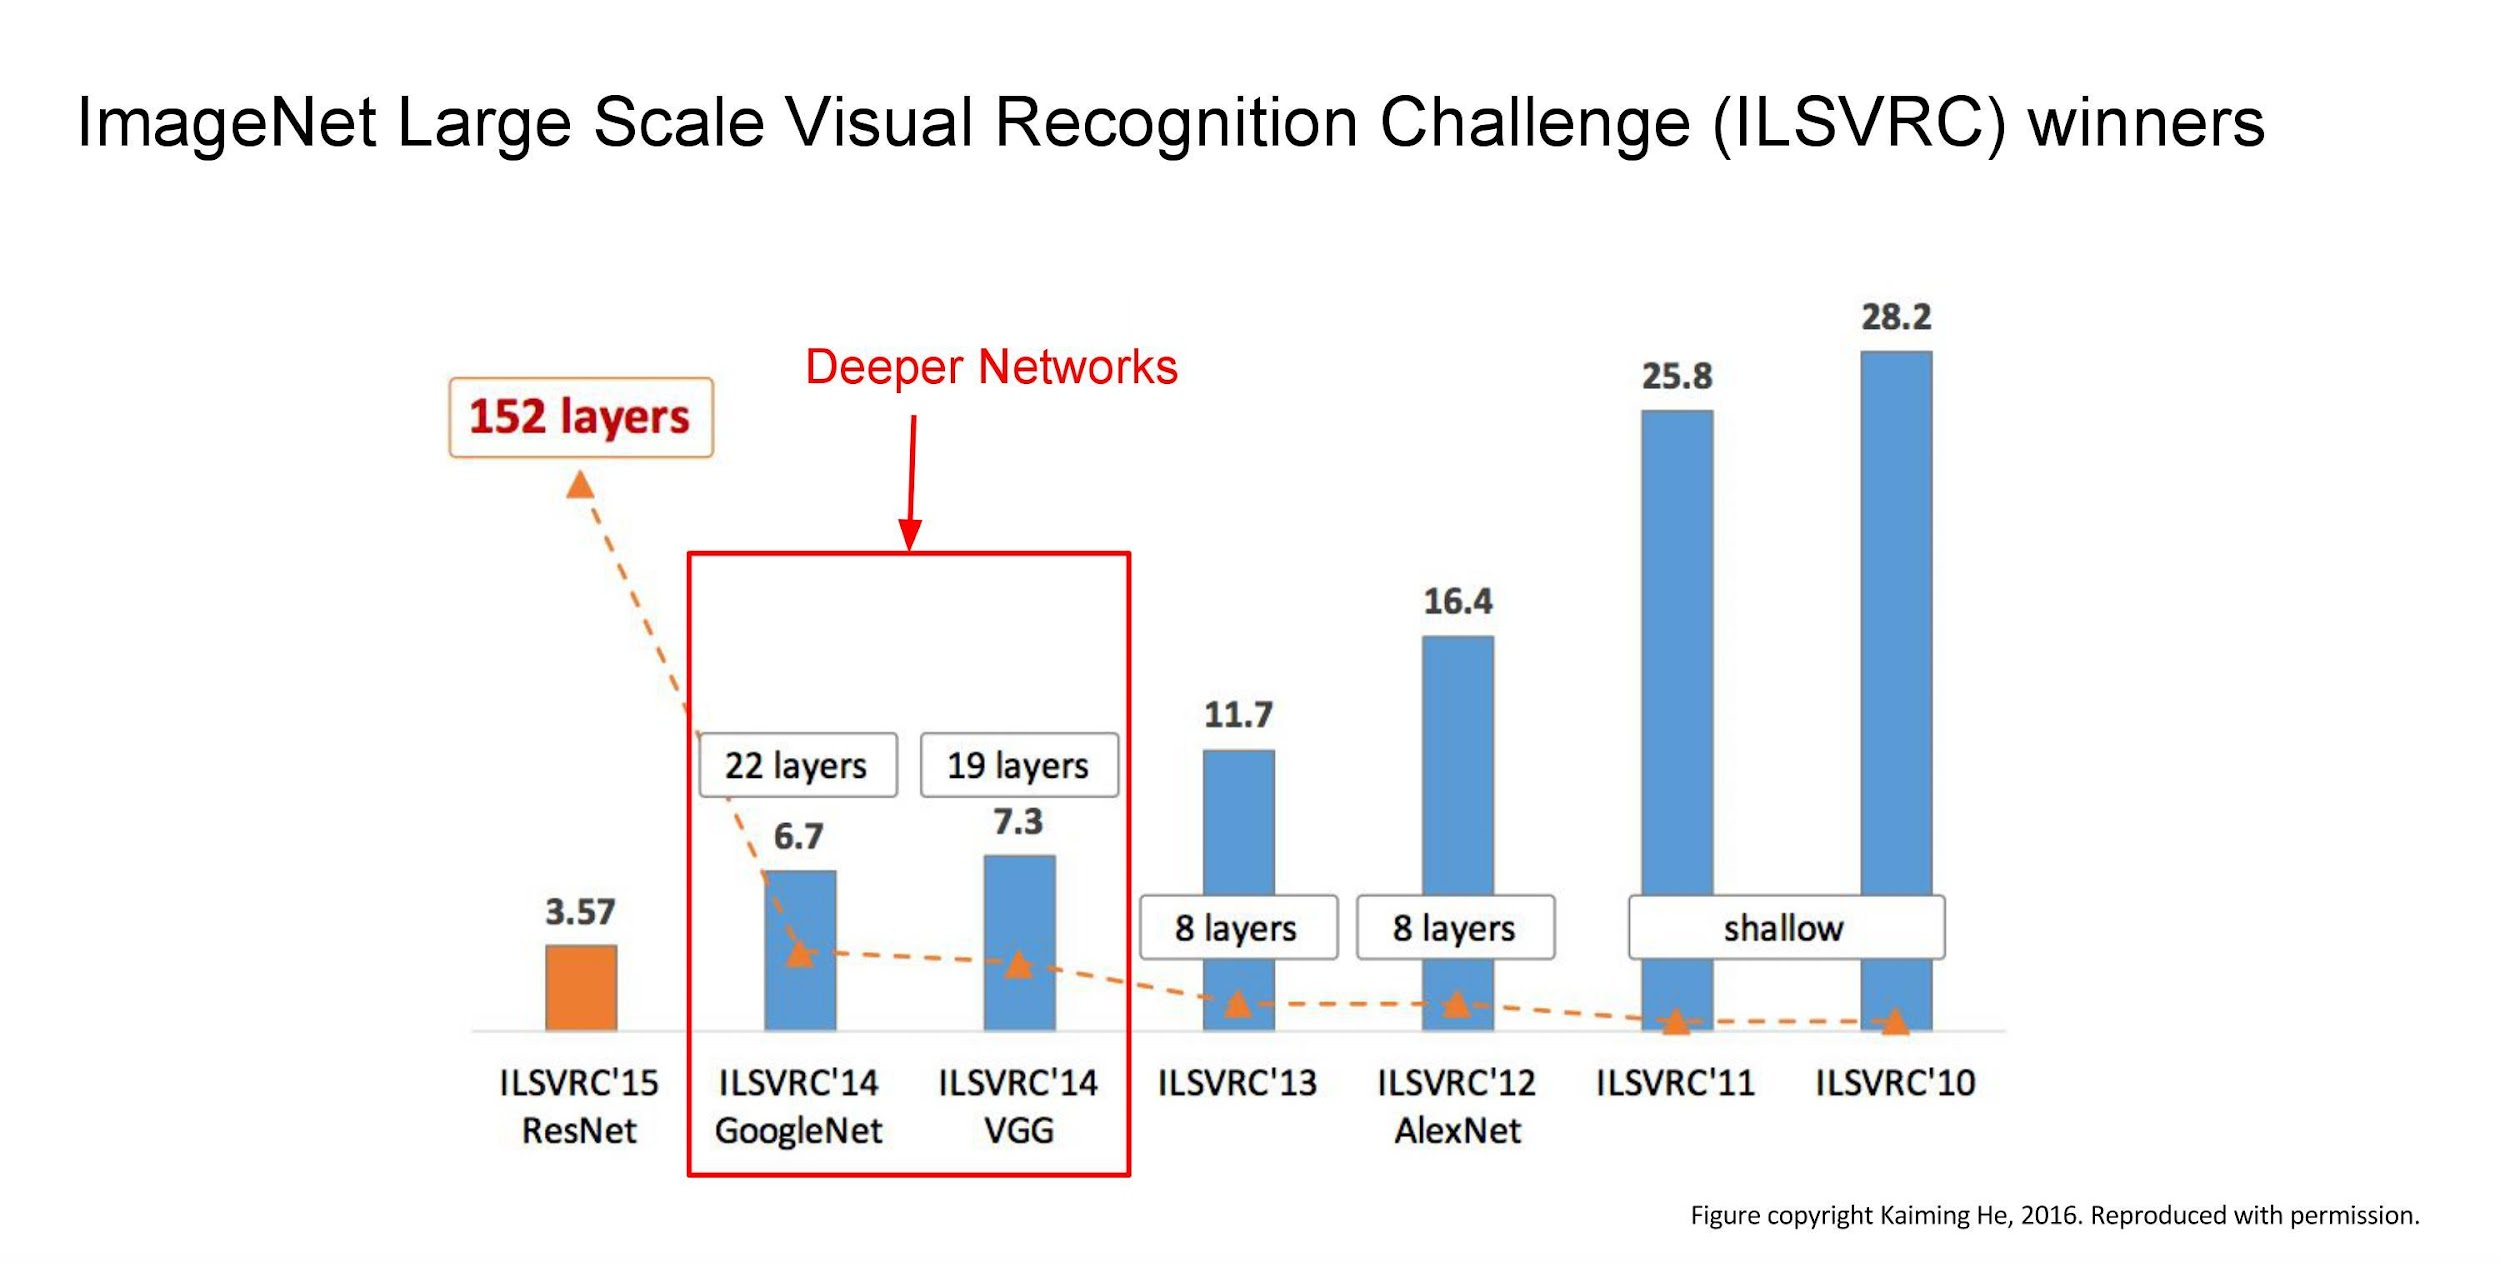 ImageNet Large Scale Visual Recognition Challenge (ILSVRC) winners
28.2
25.8
Deeper Networks
152 layers
16.4
11.7
22 layers
19 layers
7.3
6.7
3.57
8 layers
8 layers
shallow
ILSVRC'15
ResNet
ILSVRC'14
GoogleNet
ILSVRC'14
VGG
ILSVRC'13
ILSVRC'12
AlexNet
ILSVRC'11
ILSVRC'10
Figure copyright Kaiming He, 2016. Reproduced with permission.